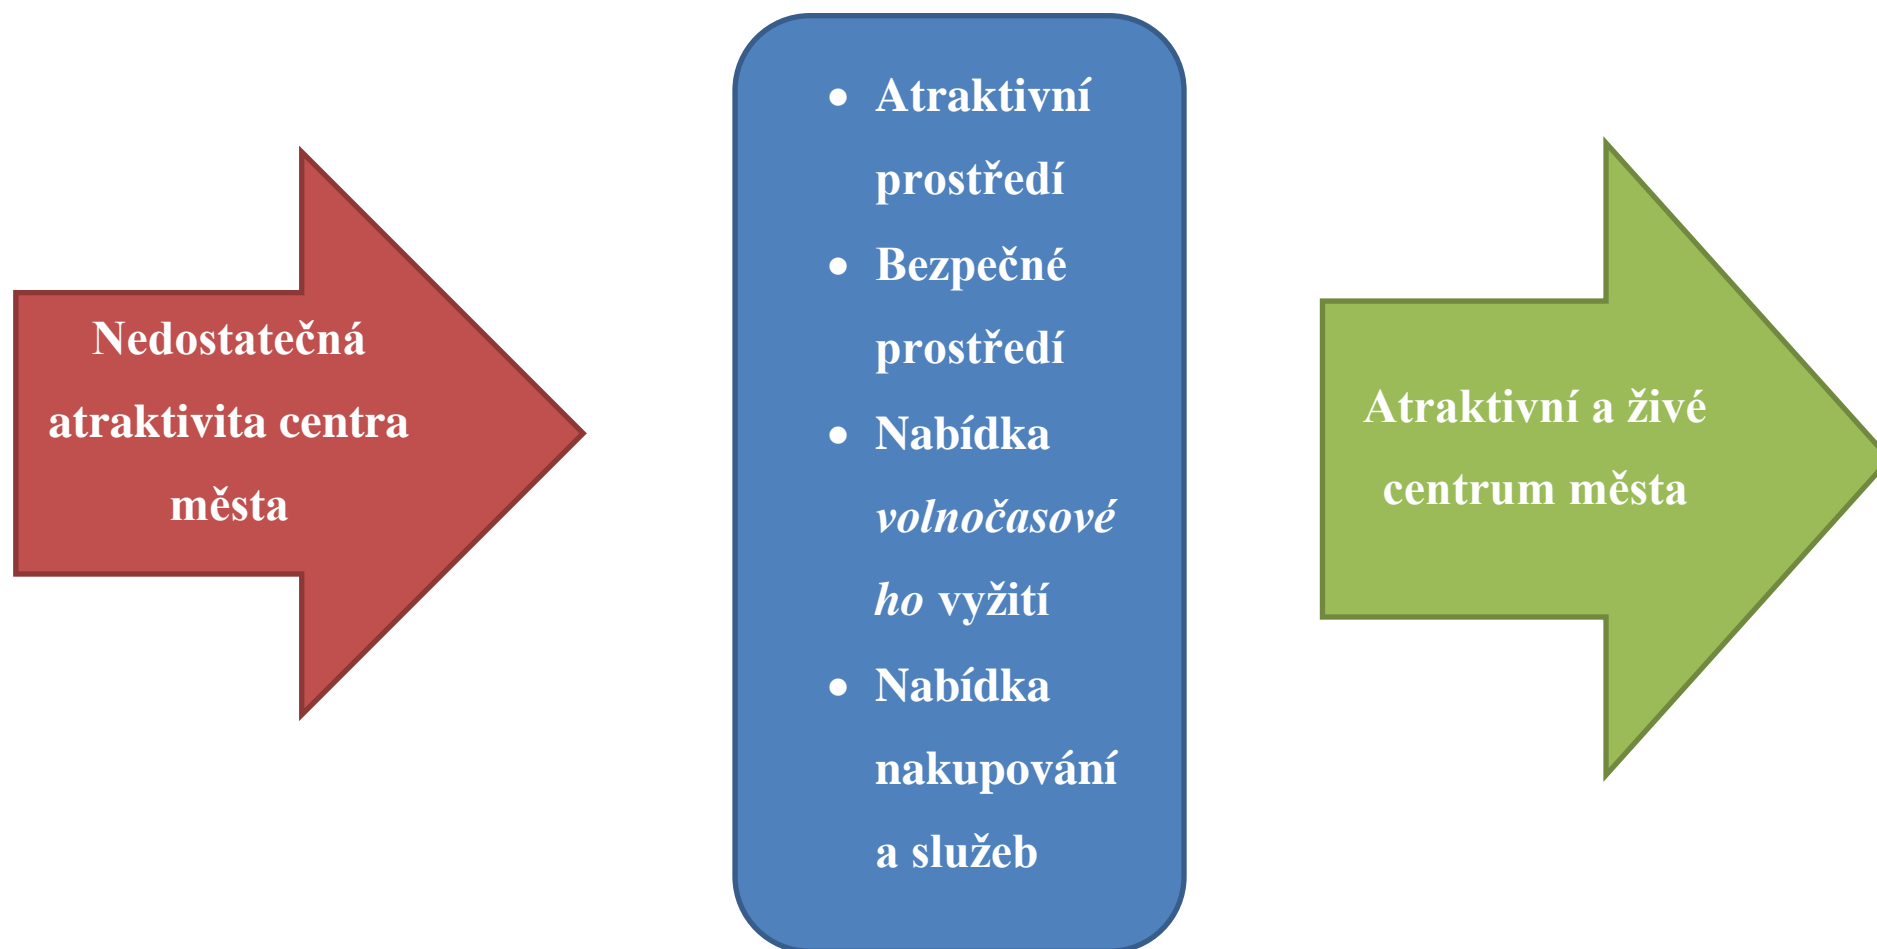 Nedostatečná
atraktivita centra
města
• Atraktivní
prostředí
• Bezpečné
prostředí
• Nabídka
volnočasové
ho vyžití
• Nabídka
nakupování
a služeb
Atraktivní a živé
centrum města